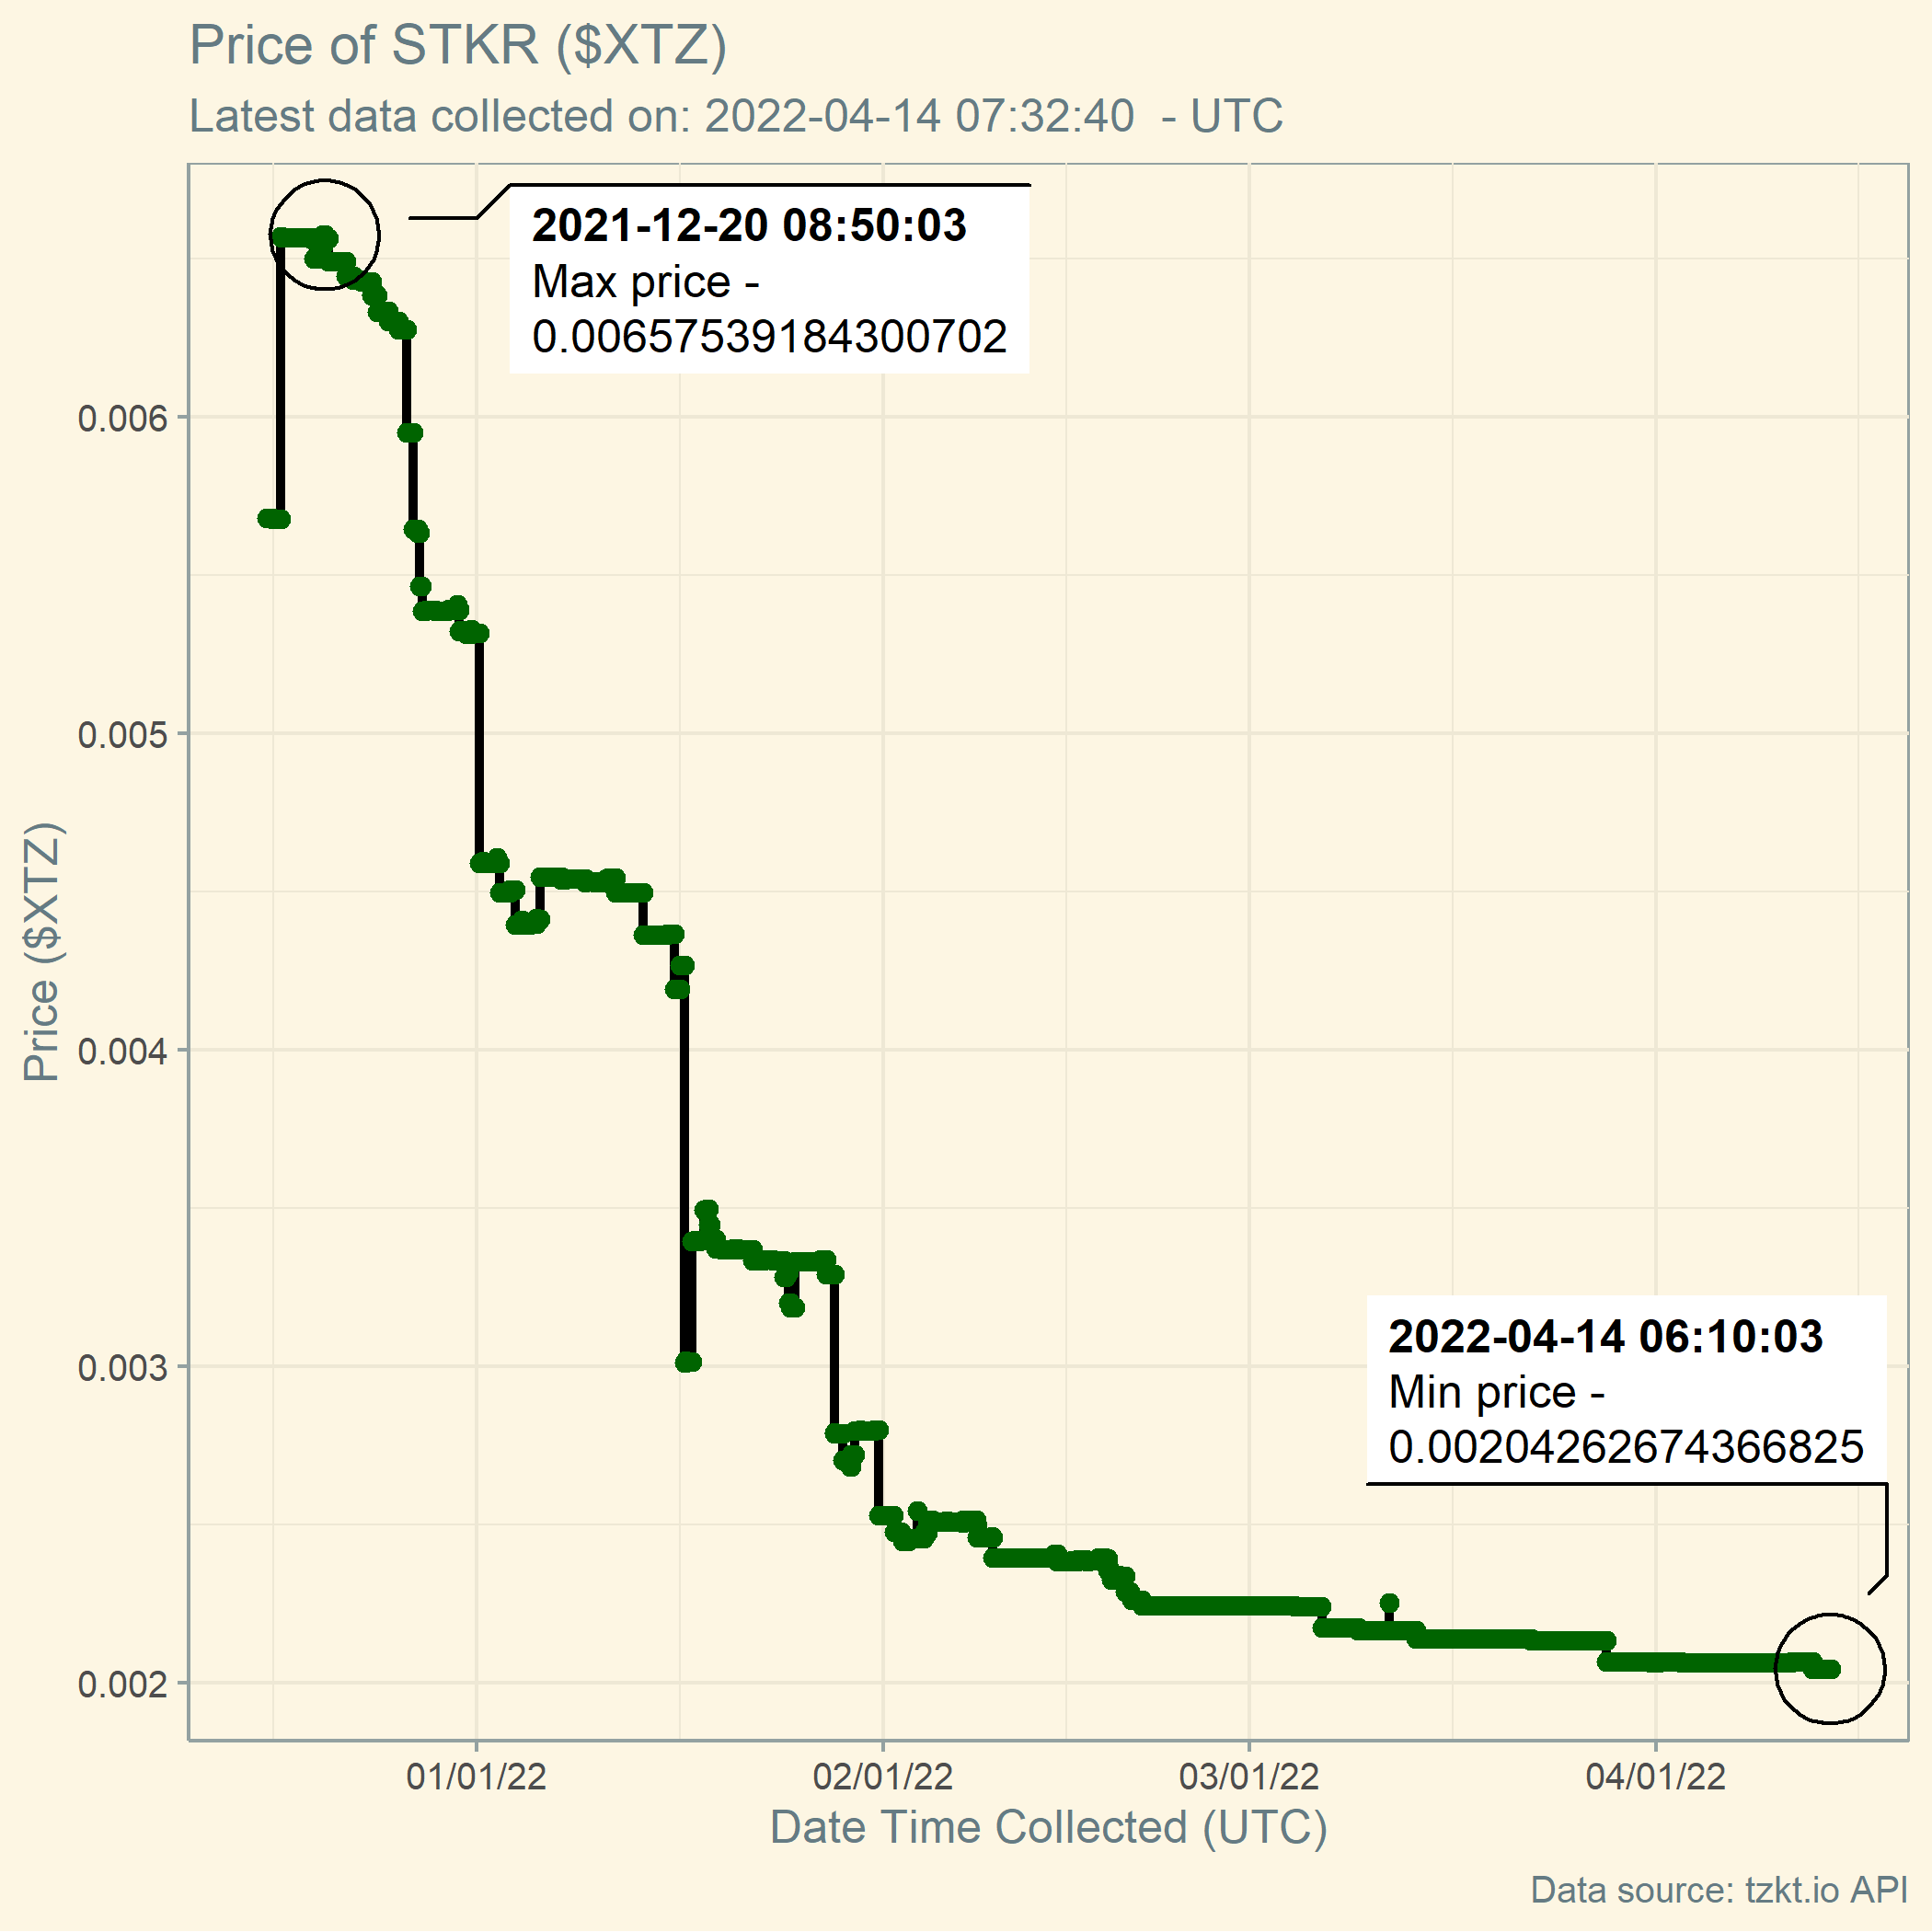 Price of STKR ($XTZ)
Latest data collected on: 2022-04-14 07:32:40  - UTC
2021-12-20 08:50:03
Max price -
0.00657539184300702
0.006
0.005
0.004
0.003
0.002
Price ($XTZ)
2022-04-14 06:10:03
Min price -
0.00204262674366825
01/01/22
02/01/22
03/01/22
04/01/22
Date Time Collected (UTC)
Data source: tzkt.io API